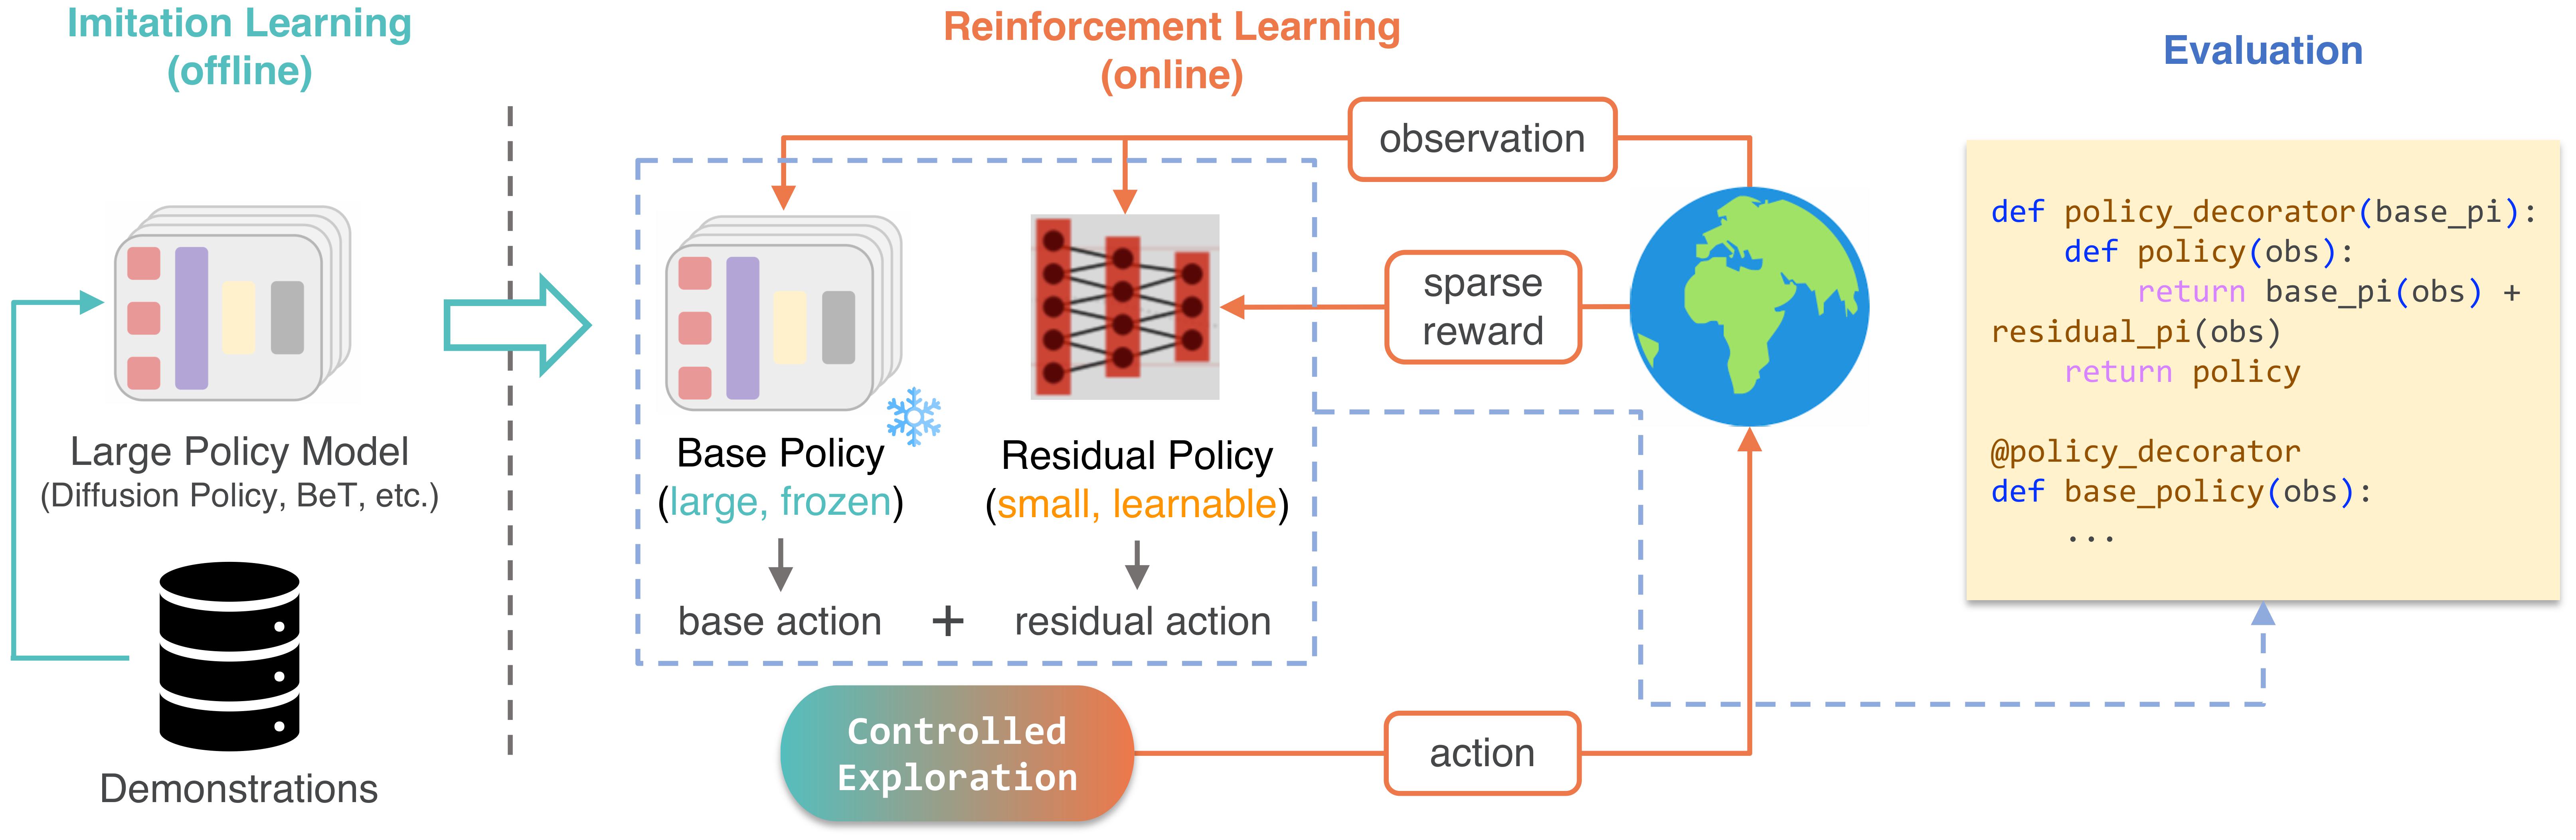 Imitation Learning
(offline)
Large Policy Model
(Diffusion Policy, BeT, etc.)
Demonstrations
Reinforcement Learning
(online)
observation
sparse
reward
Base Policy
(large, frozen)
Residual Policy
(small, learnable)
base action + residual action
Controlled
Exploration
action
Evaluation
def policy_decorator(base_pi):
    def policy(obs):
        return base_pi(obs) +
residual_pi(obs)
    return policy
@policy_decorator
def base_policy(obs):
    ...